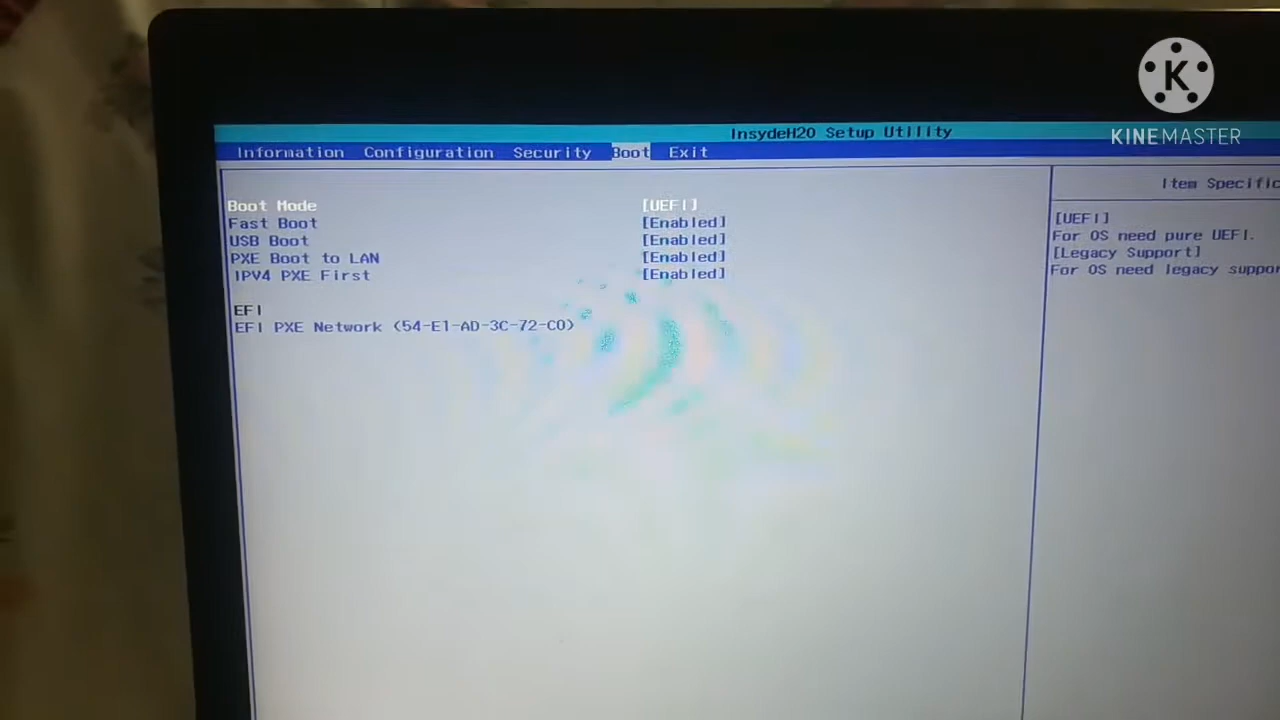 K
KINEMASTER
InsydeH20 Setup Utility
Information Configuration Security Boot Exit
Item Specific
Boot Mode [UEFI]
Fast Boot [Enabled]
USB Boot [Enabled]
PXE Boot to LAN [Enabled]
IPV4 PXE First [Enabled]
EFI
EFI PXE Network (54-E1-AD-3C-72-C0)
[UEFI]
For OS need pure UEFI.
[Legacy Support]
For OS need legacy suppor